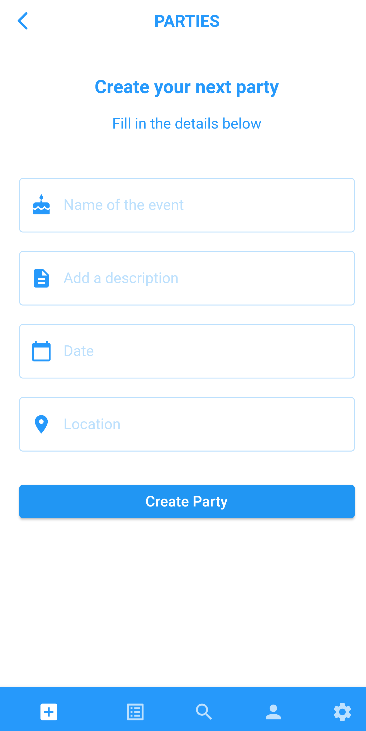 PARTIES
Create your next party
Fill in the details below
Name of the event
Add a description
Date
Location
Create Party